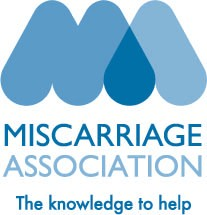 MISCARRIAGE
ASSOCIATION
The knowledge to help